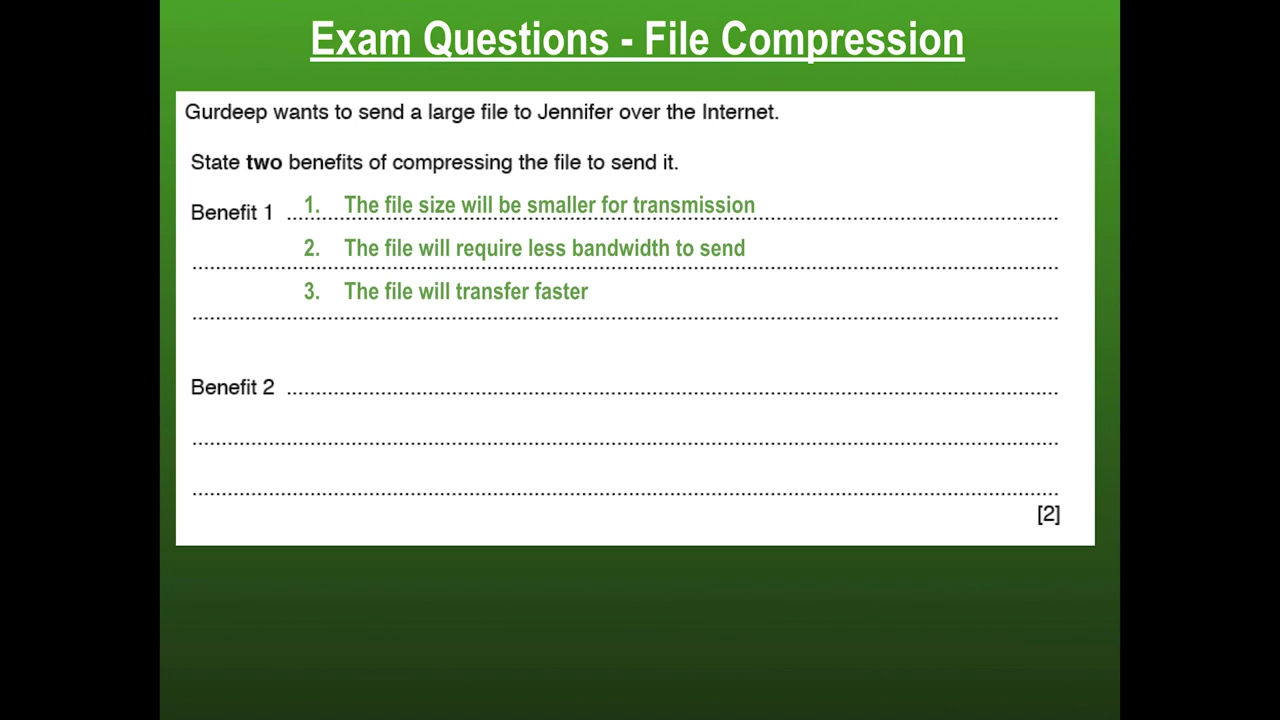 Exam Questions - File Compression
Gurdeep wants to send a large file to Jennifer over the Internet.
State two benefits of compressing the file to send it.
Benefit 1 1. The file size will be smaller for transmission
2. The file will require less bandwidth to send
3. The file will transfer faster
Benefit 2
[2]